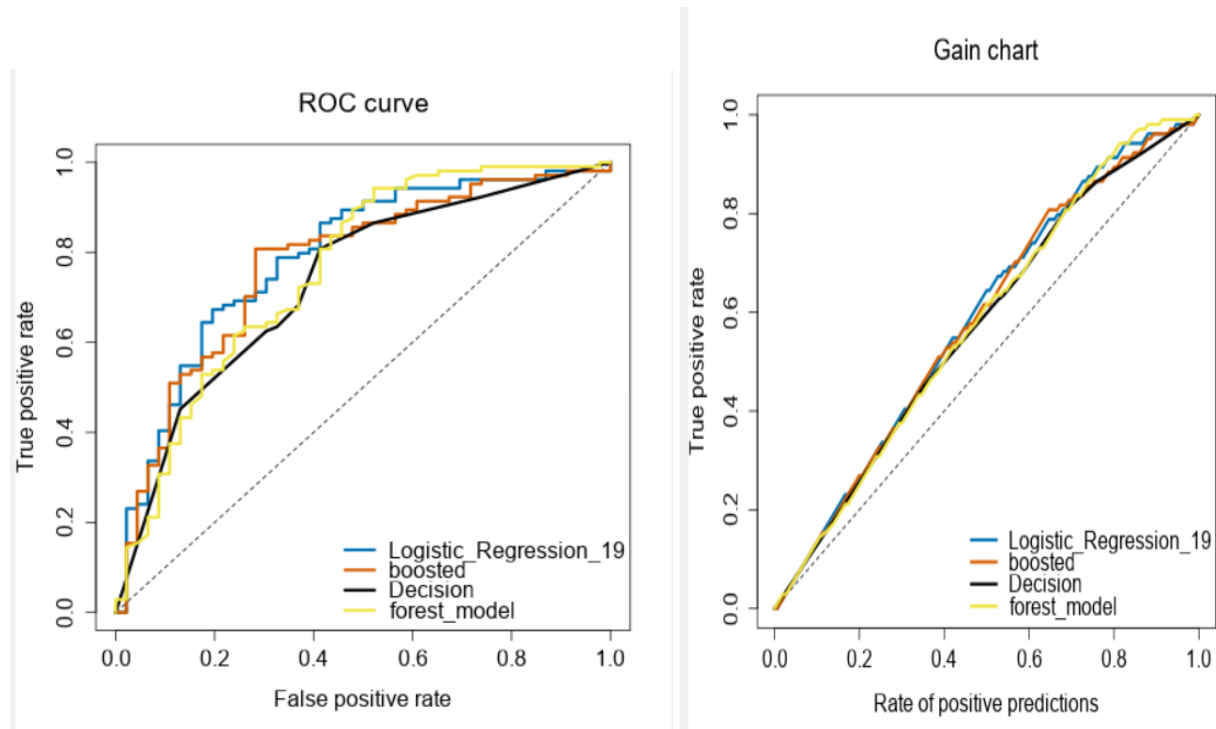 ROC curve
True positive rate
1.0
0.8
0.6
0.4
0.2
0.0
Logistic_Regression_19
boosted
Decision
forest_model
0.0 0.2 0.4 0.6 0.8 1.0
False positive rate
Gain chart
True positive rate
1.0
0.8
0.6
0.4
0.2
0.0
Logistic_Regression_19
boosted
Decision
forest_model
0.0 0.2 0.4 0.6 0.8 1.0
Rate of positive predictions